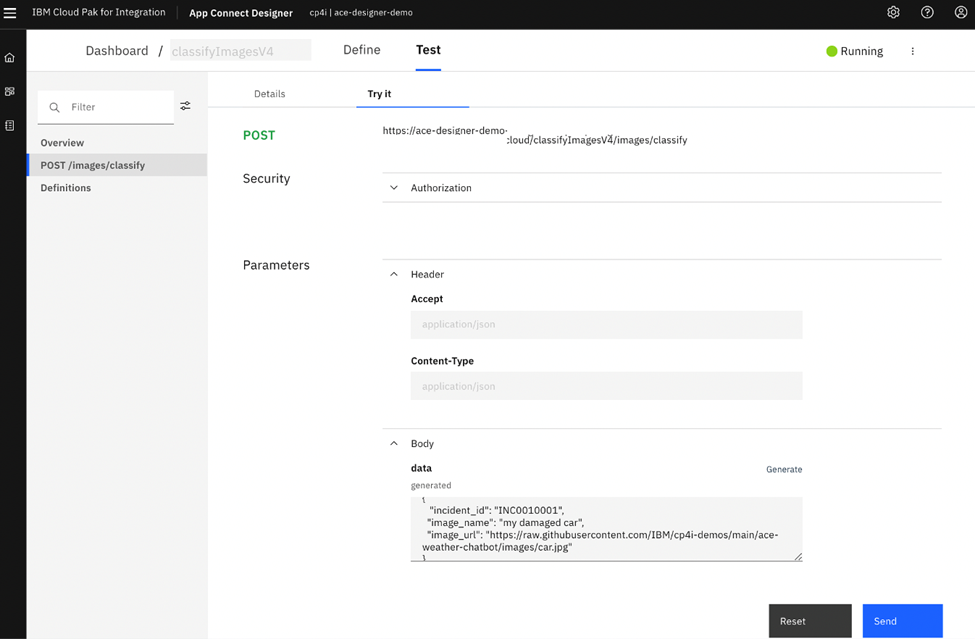 IBM Cloud Pak for Integration | App Connect Designer cp4i | ace-designer-demo
Dashboard / classifyImagesV4 Define Test Running
Filter
Overview
POST /images/classify
Definitions
Details Try it
POST https://ace-designer-demo-
cloud/classifyImagesV4/images/classify
Security Authorization
Parameters Header
Accept
application/json
Content-Type
application/json
Body
data Generate
generated
{
"incident_id": "INC0010001",
"image_name": "my damaged car",
"image_url": "https://raw.githubusercontent.com/IBM/cp4i-demos/main/ace-
weather-chatbot/images/car.jpg"
}
Reset Send